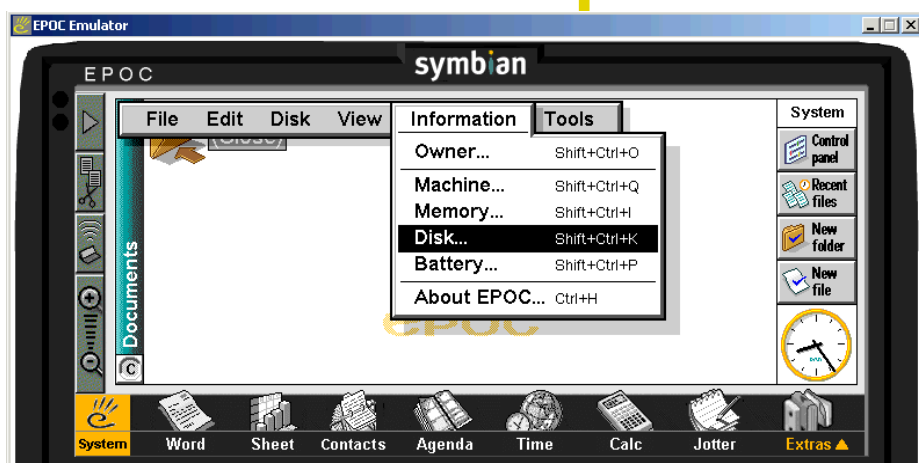 EPOC Emulator
symbian
EPOC
File Edit Disk View Information Tools
(Close)
Owner... Shift+Ctrl+O
Machine... Shift+Ctrl+Q
Memory... Shift+Ctrl+I
Disk... Shift+Ctrl+K
Battery... Shift+Ctrl+P
About EPOC... Ctrl+H
Documents
C
epoc
System
Control
panel
Recent
files
New
folder
New
file
System Word Sheet Contacts Agenda Time Calc Jotter Extras